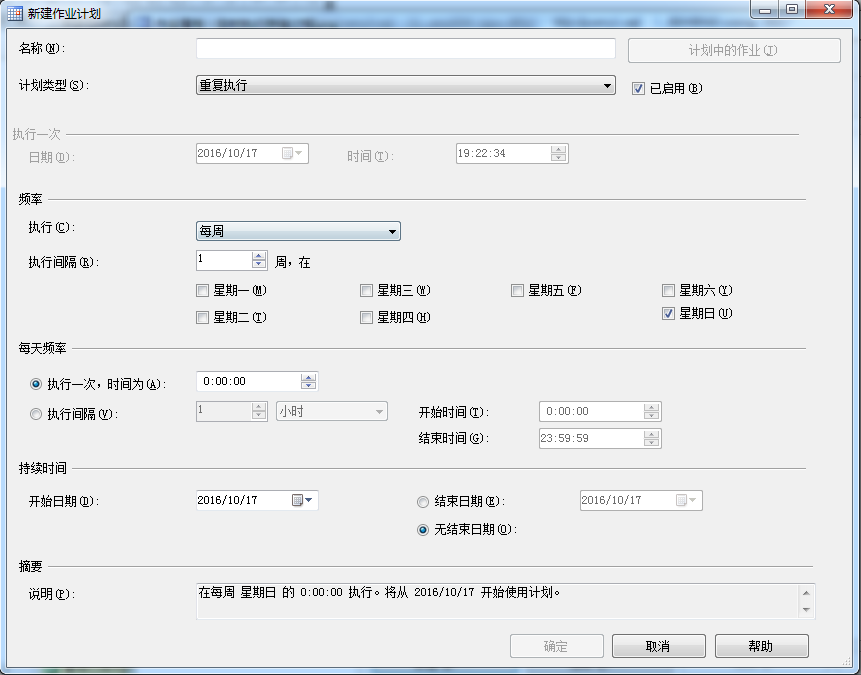 新建作业计划
名称(N):
计划中的作业(J)
计划类型(S): 重复执行 已启用(B)
执行一次
日期(D): 2016/10/17 时间(T): 19:22:34
频率
执行(C): 每周
执行间隔(R): 1 周，在
星期一(M) 星期三(W) 星期五(F) 星期六(Y)
星期二(T) 星期四(H) 星期日(U)
每天频率
执行一次，时间为(A): 0:00:00
执行间隔(V): 1 小时 开始时间(I): 0:00:00
结束时间(G): 23:59:59
持续时间
开始日期(D): 2016/10/17 结束日期(E): 2016/10/17
无结束日期(O):
摘要
说明(P): 在每周 星期日 的 0:00:00 执行。将从 2016/10/17 开始使用计划。
确定 取消 帮助